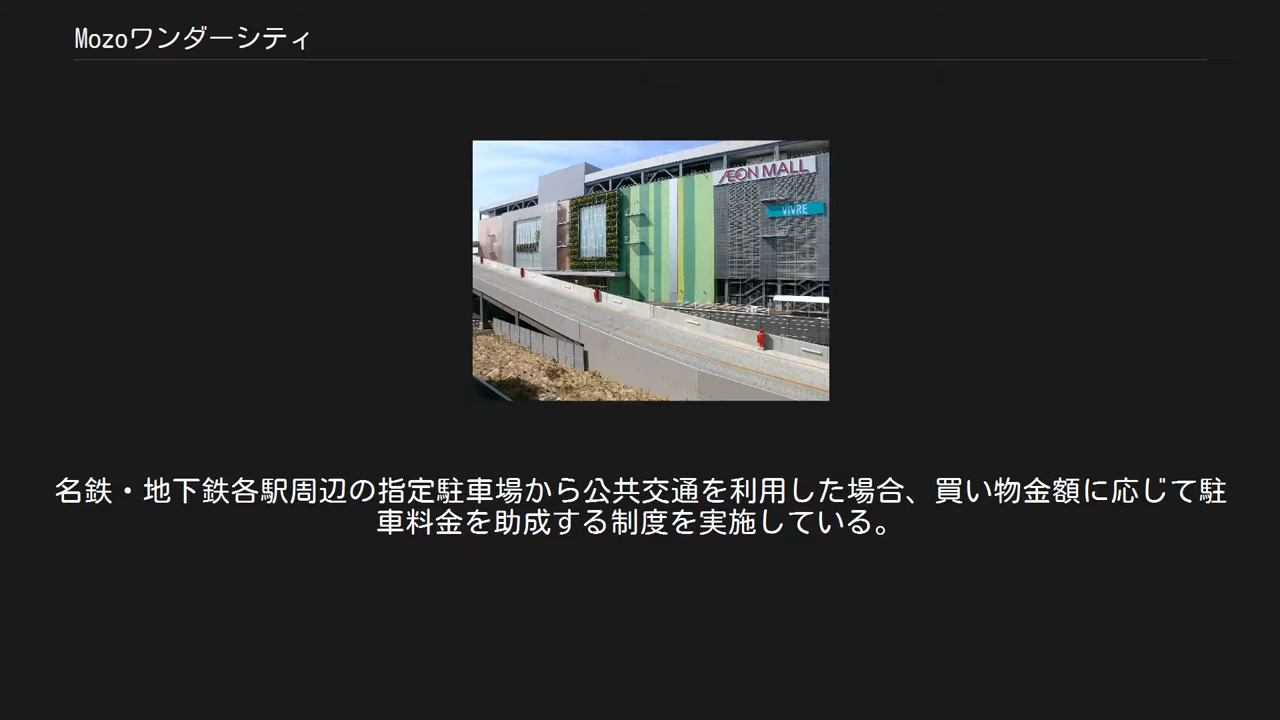 Mozoワンダーシティ
ÆON MALL
VIVRE
名鉄・地下鉄各駅周辺の指定駐車場から公共交通を利用した場合、買い物金額に応じて駐
車料金を助成する制度を実施している。